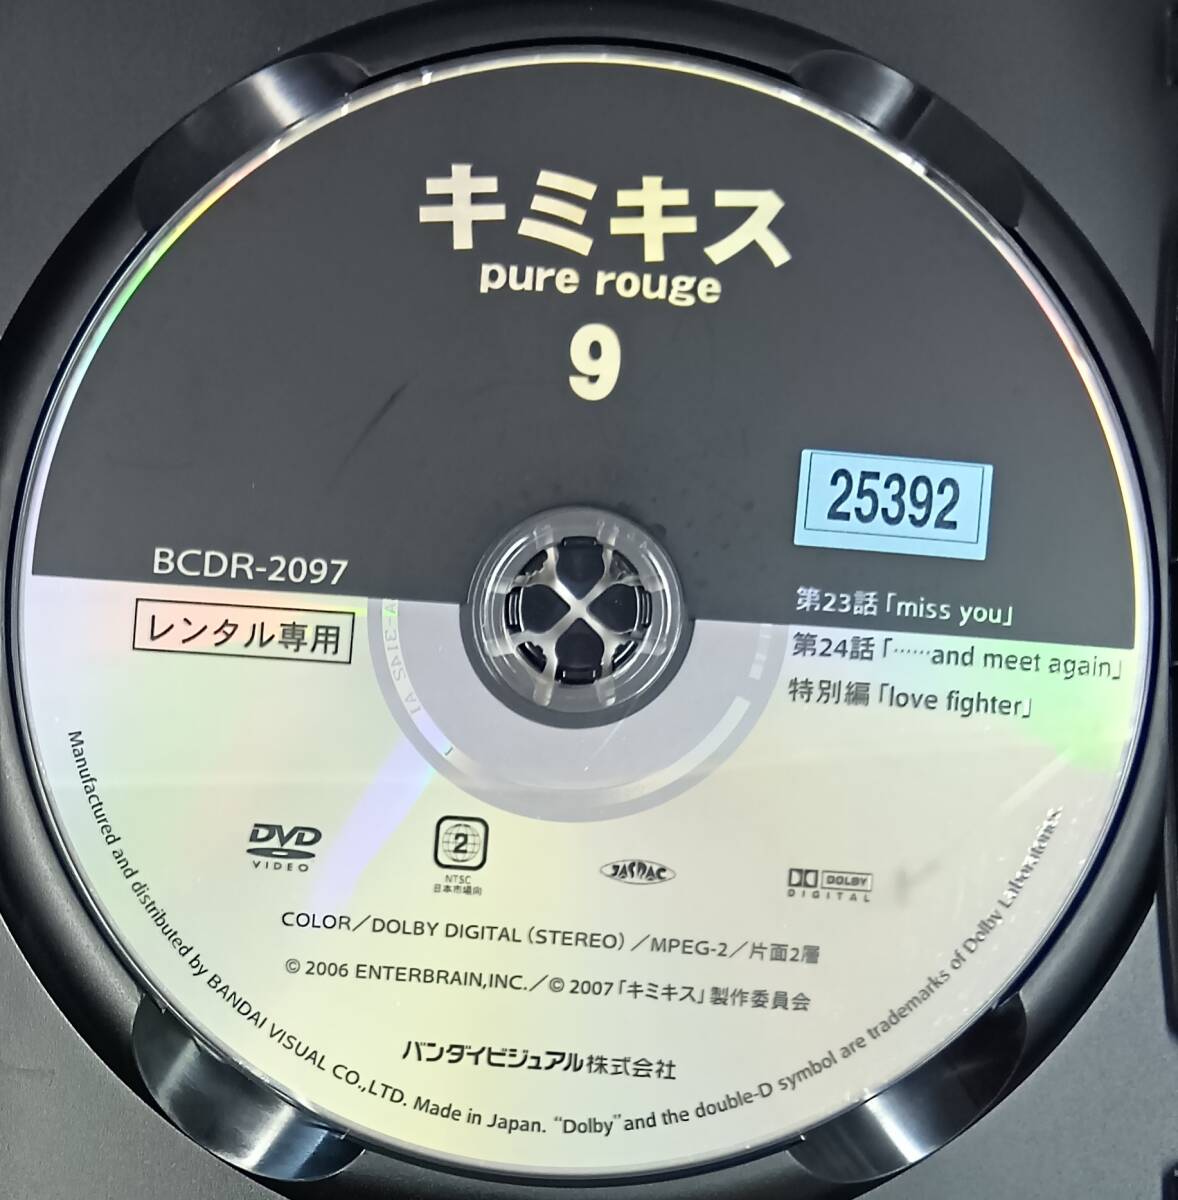 キミキス
pure rouge
9
25392
BCDR-2097
レンタル専用
第23話「miss you」
第24話「……and meet again」
特別編「love fighter」
DVD
VIDEO
2
NTSC
日本市場向
JASRAC
DOLBY
DIGITAL
COLOR／DOLBY DIGITAL（STEREO）／MPEG-2／片面2層
© 2006 ENTERBRAIN,INC.／© 2007「キミキス」製作委員会
バンダイビジュアル株式会社
Manufactured and distributed by BANDAI VISUAL CO.,LTD. Made in Japan. “Dolby” and the double-D symbol are trademarks of Dolby Laboratories.